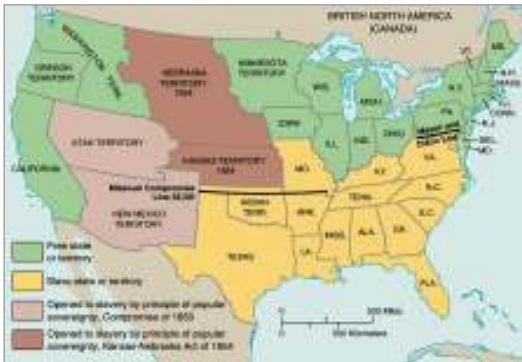 BRITISH NORTH AMERICA
(CANADA)
WASHINGTON TERR.
OREGON
TERRITORY
NEBRASKA
TERRITORY
1854
MINNESOTA
TERRITORY
WIS.
MICH.
VT.
ME.
N.H.
MASS.
N.Y.
CONN.
R.I.
PA.
N.J.
DEL.
MD.
IOWA
ILL.
IND.
OHIO
UTAH TERRITORY
CALIFORNIA
KANSAS TERRITORY
1854
MO.
KY.
VA.
Missouri Compromise
Line 36°30'
NEW MEXICO
TERRITORY
INDIAN
TERR.
ARK.
TENN.
N.C.
S.C.
MISS.
ALA.
GA.
TEXAS
LA.
FLA.
Free state
or territory
Slave state or territory
Opened to slavery by principle of popular
sovereignty, Compromise of 1850
Opened to slavery by principle of popular
sovereignty, Kansas-Nebraska Act of 1854
0
500 Miles
0
500 Kilometers